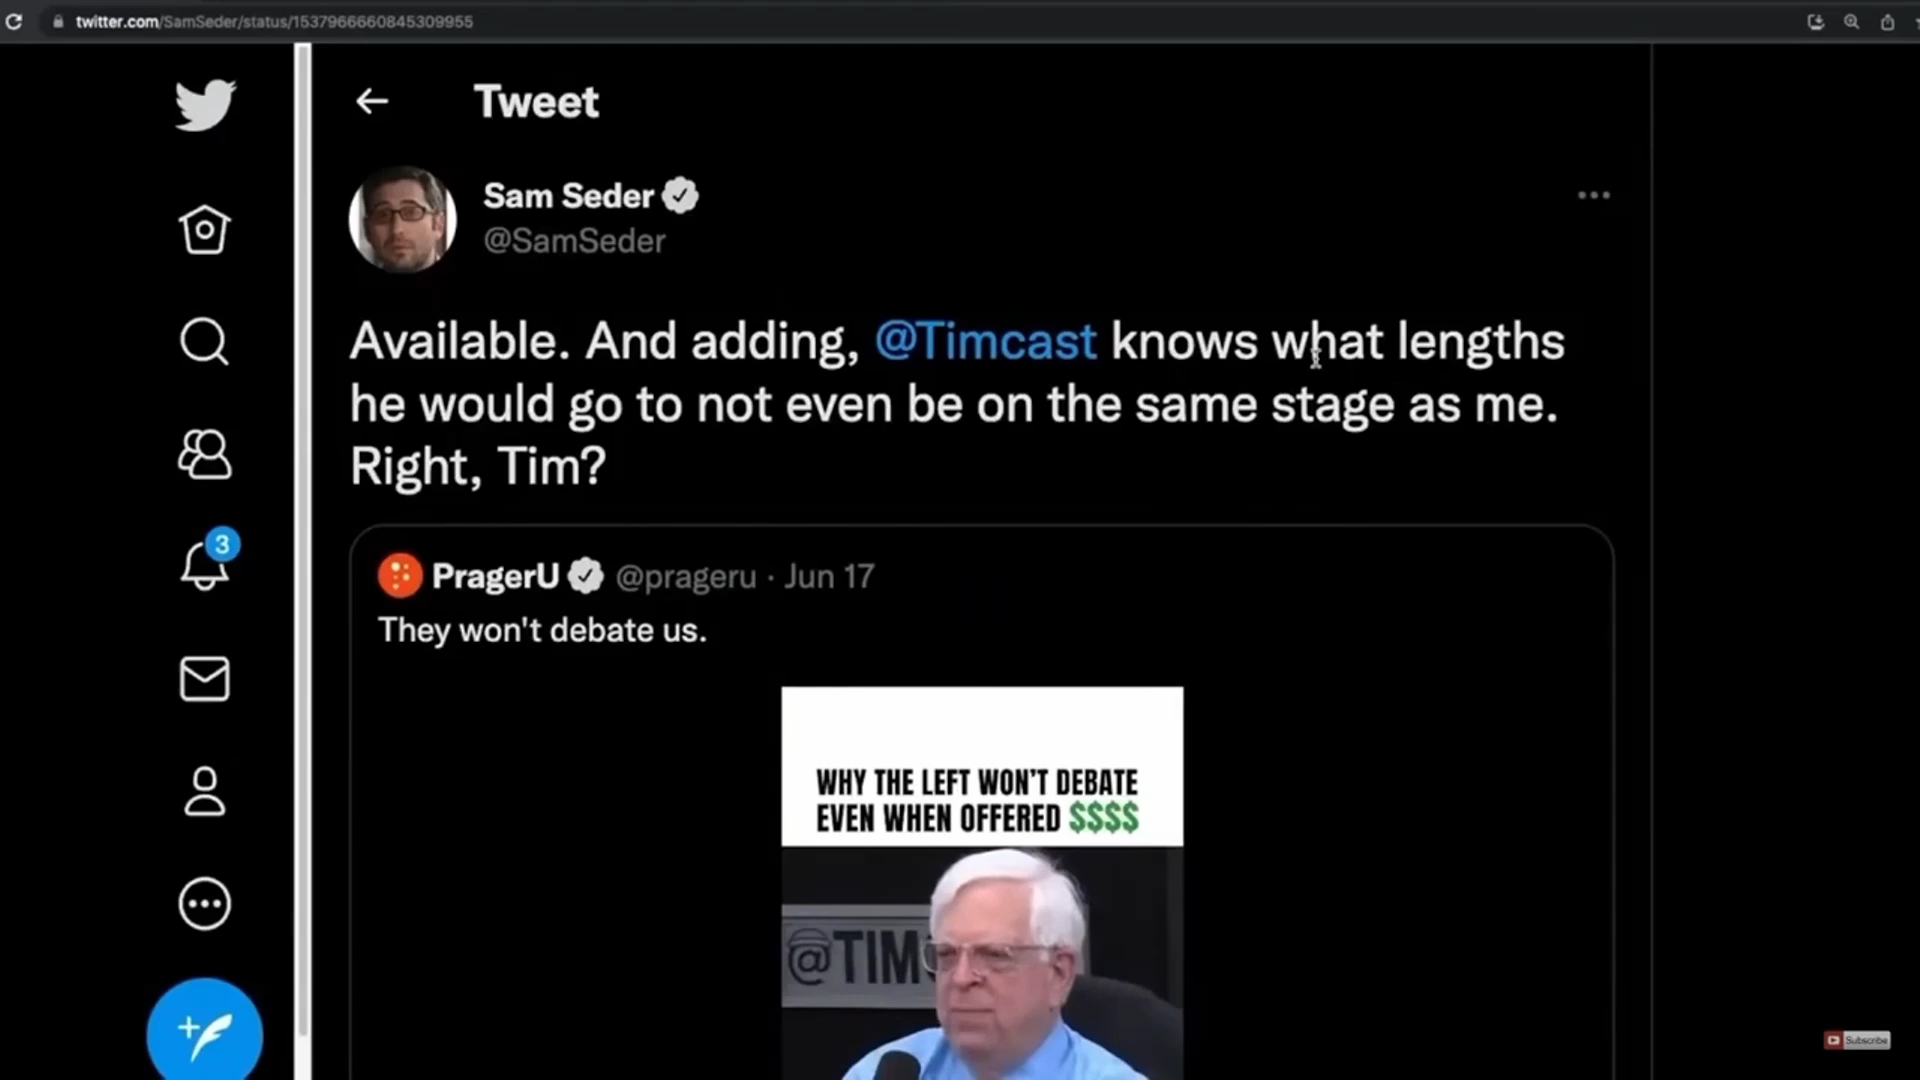 twitter.com/SamSeder/status/1537966660845309955
Tweet
Sam Seder
@SamSeder
Available. And adding, @Timcast knows what lengths
he would go to not even be on the same stage as me.
Right, Tim?
3
PragerU @prageru · Jun 17
They won't debate us.
WHY THE LEFT WON'T DEBATE
EVEN WHEN OFFERED $$$$
@TIM
Subscribe